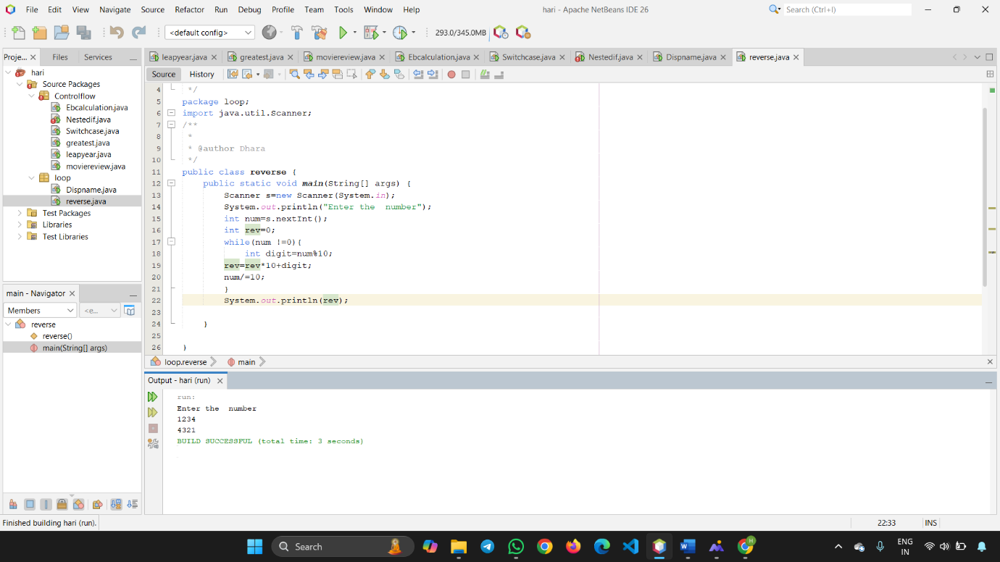 File Edit View Navigate Source Refactor Run Debug Profile Team Tools Window Help
hari - Apache NetBeans IDE 26
Search (Ctrl+I)
<default config>
293.0/345.0MB
Proje...
Files
Services
leapyear.java
greatest.java
moviereview.java
Ebcalculation.java
Switchcase.java
Nestedif.java
Dispname.java
reverse.java
hari
Source Packages
Controlflow
Ebcalculation.java
Nestedif.java
Switchcase.java
greatest.java
leapyear.java
moviereview.java
loop
Dispname.java
reverse.java
Test Packages
Libraries
Test Libraries
main - Navigator
Members
<e...
reverse
reverse()
main(String[] args)
Source
History
4 */
5 package loop;
6 import java.util.Scanner;
7 /**
8 *
9 * @author Dhara
10 */
11 public class reverse {
12 public static void main(String[] args) {
13 Scanner s=new Scanner(System.in);
14 System.out.println("Enter the  number");
15 int num=s.nextInt();
16 int rev=0;
17 while(num !=0){
18 int digit=num%10;
19 rev=rev*10+digit;
20 num/=10;
21 }
22 System.out.println(rev);
23
24 }
25
26 }
loop.reverse
main
Output - hari (run)
run:
Enter the  number
1234
4321
BUILD SUCCESSFUL (total time: 3 seconds)
Finished building hari (run).
22:33
INS
Search
ENG
IN